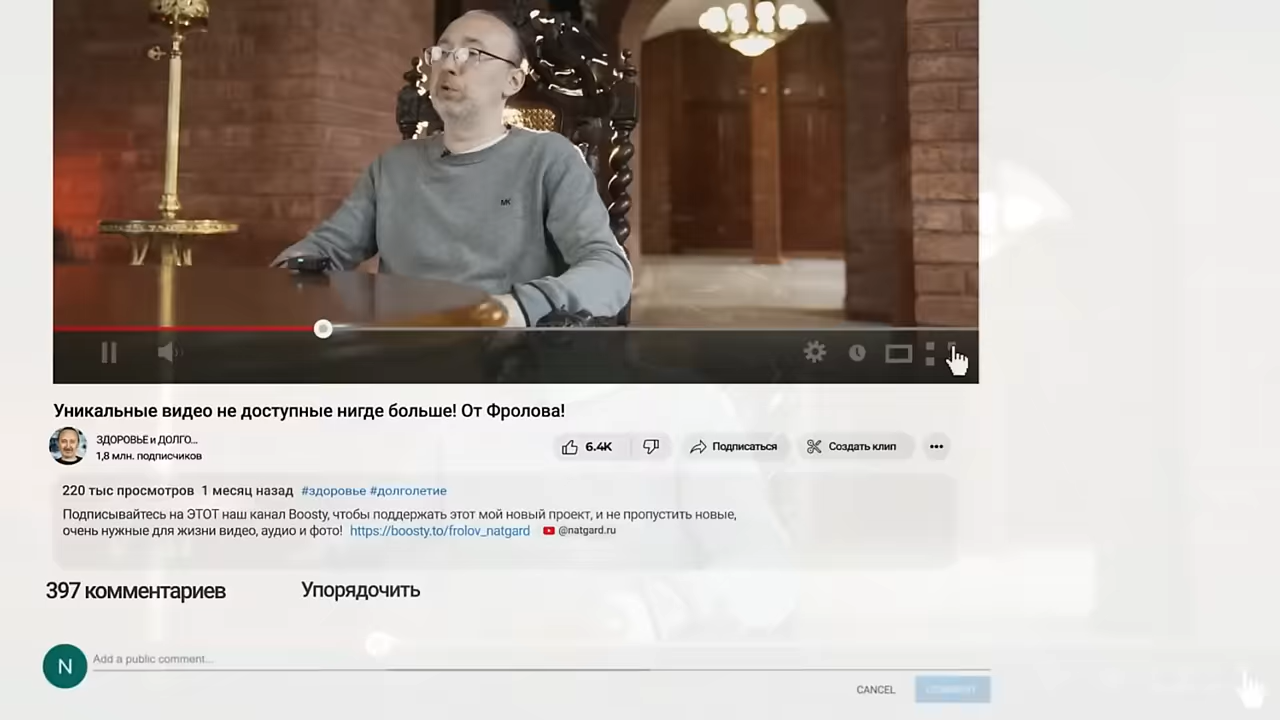 MK
Уникальные видео не доступные нигде больше! От Фролова!
ЗДОРОВЬЕ и ДОЛГО...
1,8 млн. подписчиков
6.4K
Подписаться
Создать клип
220 тыс просмотров 1 месяц назад #здоровье #долголетие
Подписывайтесь на ЭТОТ наш канал Boosty, чтобы поддержать этот мой новый проект, и не пропустить новые,
очень нужные для жизни видео, аудио и фото! https://boosty.to/frolov_natgard @natgard.ru
397 комментариев
Упорядочить
N
Add a public comment...
CANCEL
COMMENT